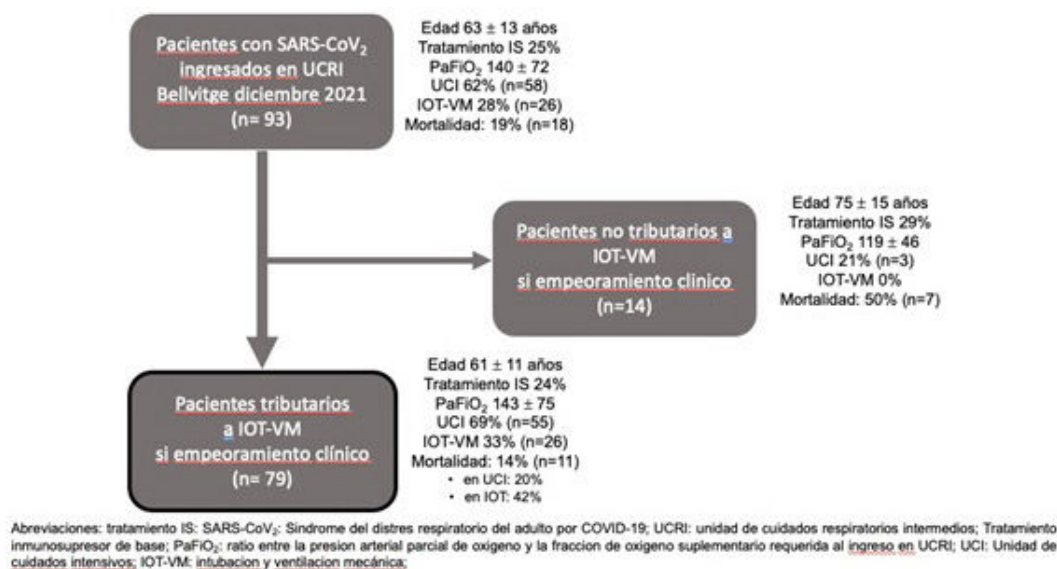 Pacientes con SARS-CoV₂
ingresados en UCRI
Bellvitge diciembre 2021
(n= 93)
Edad 63 ± 13 años
Tratamiento IS 25%
PaFiO₂ 140 ± 72
UCI 62% (n=58)
IOT-VM 28% (n=26)
Mortalidad: 19% (n=18)
Pacientes no tributarios a
IOT-VM
si empeoramiento clínico
(n=14)
Edad 75 ± 15 años
Tratamiento IS 29%
PaFiO₂ 119 ± 46
UCI 21% (n=3)
IOT-VM 0%
Mortalidad: 50% (n=7)
Pacientes tributarios
a IOT-VM
si empeoramiento clínico
(n= 79)
Edad 61 ± 11 años
Tratamiento IS 24%
PaFiO₂ 143 ± 75
UCI 69% (n=55)
IOT-VM 33% (n=26)
Mortalidad: 14% (n=11)
• en UCI: 20%
• en IOT: 42%
Abreviaciones: tratamiento IS: SARS-CoV₂: Sindrome del distres respiratorio del adulto por COVID-19; UCRI: unidad de cuidados respiratorios intermedios; Tratamiento
inmunosupresor de base; PaFiO₂: ratio entre la presion arterial parcial de oxigeno y la fraccion de oxigeno suplementario requerida al ingreso en UCRI; UCI: Unidad de
cuidados intensivos; IOT-VM: intubacion y ventilacion mecánica;